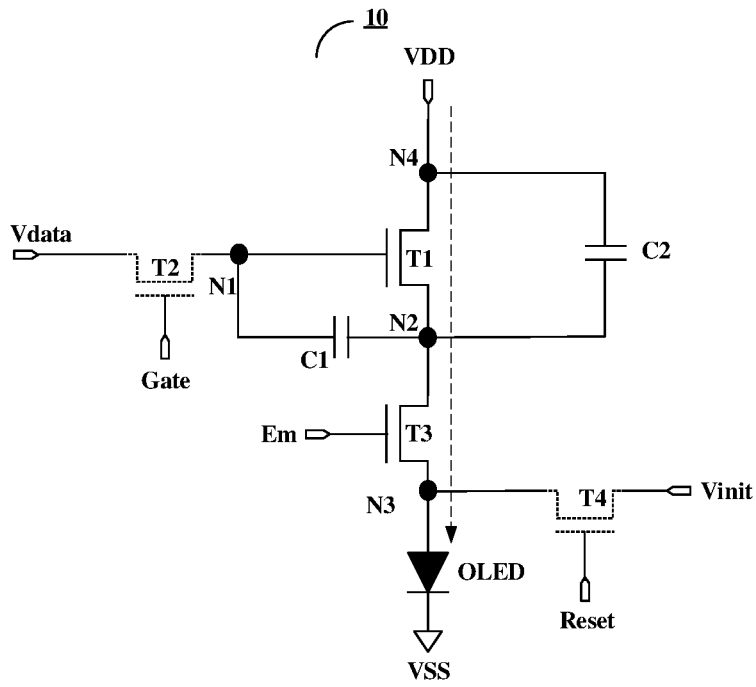 10
VDD
N4
Vdata
T2
T1
C2
N1
N2
C1
Gate
Em
T3
N3
T4
Vinit
OLED
Reset
VSS